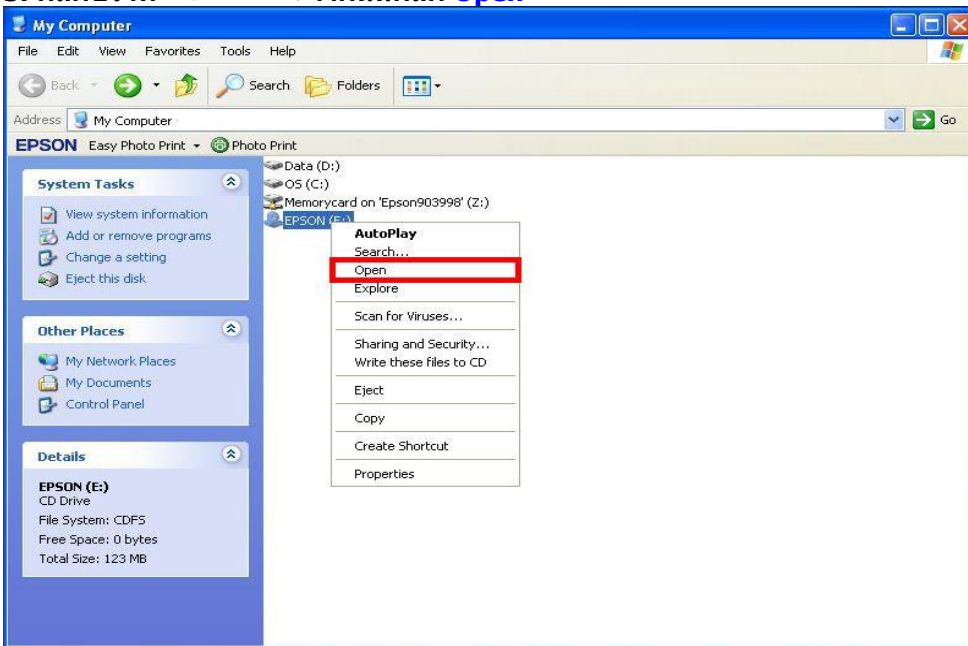 Open
My Computer
File Edit View Favorites Tools Help
Back Search Folders
Address My Computer Go
EPSON Easy Photo Print Photo Print
System Tasks
View system information
Add or remove programs
Change a setting
Eject this disk
Other Places
My Network Places
My Documents
Control Panel
Details
EPSON (E:)
CD Drive
File System: CDFS
Free Space: 0 bytes
Total Size: 123 MB
Data (D:)
OS (C:)
Memorycard on 'Epson903998' (Z:)
EPSON (E:)
AutoPlay
Search...
Open
Explore
Scan for Viruses...
Sharing and Security...
Write these files to CD
Eject
Copy
Create Shortcut
Properties